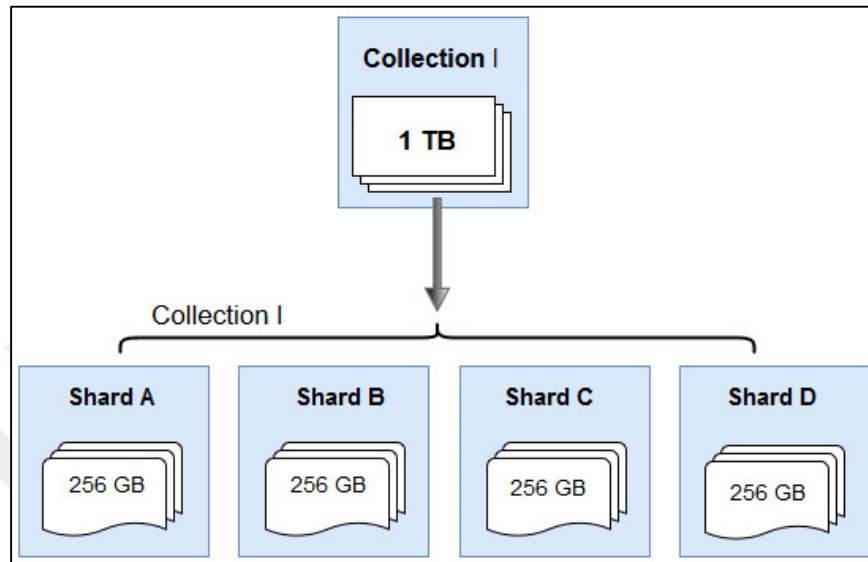 Collection I
1 TB
Collection I
Shard A
Shard B
Shard C
Shard D
256 GB
256 GB
256 GB
256 GB